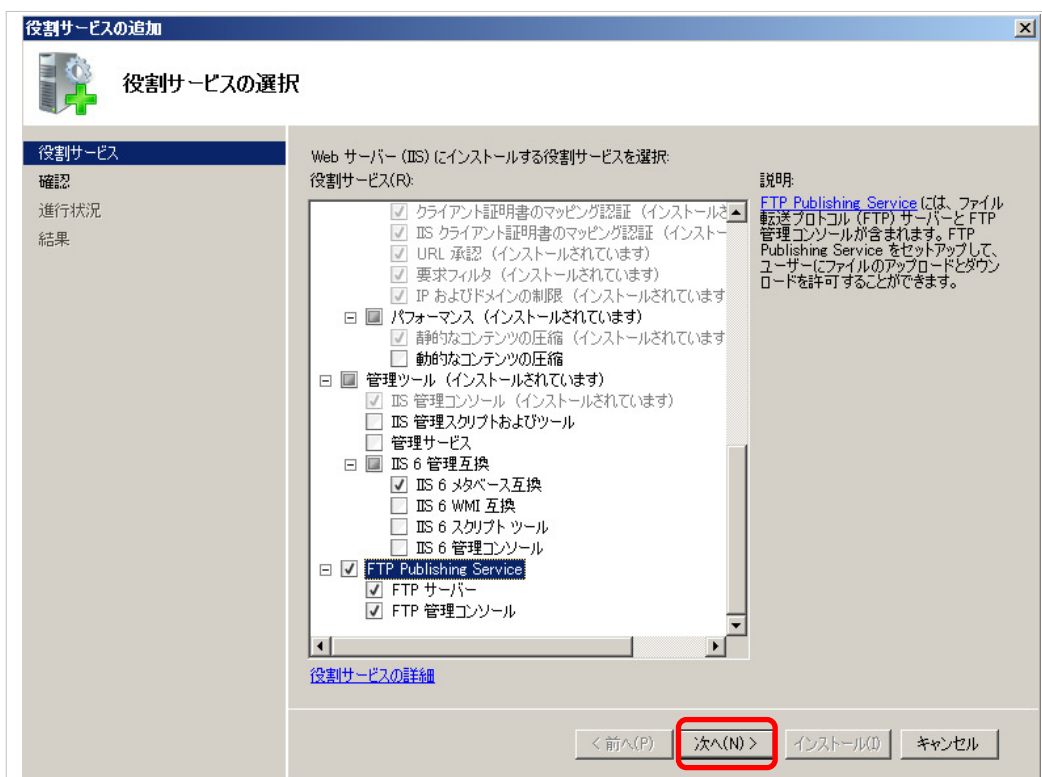 役割サービスの追加
役割サービスの選択
役割サービス
確認
進行状況
結果
Web サーバー (IIS) にインストールする役割サービスを選択:
役割サービス(R):
クライアント証明書のマッピング認証 (インストールさ
IIS クライアント証明書のマッピング認証 (インストー
URL 承認 (インストールされています)
要求フィルタ (インストールされています)
IP およびドメインの制限 (インストールされています
パフォーマンス (インストールされています)
静的なコンテンツの圧縮 (インストールされています
動的なコンテンツの圧縮
管理ツール (インストールされています)
IIS 管理コンソール (インストールされています)
IIS 管理スクリプトおよびツール
管理サービス
IIS 6 管理互換
IIS 6 メタベース互換
IIS 6 WMI 互換
IIS 6 スクリプト ツール
IIS 6 管理コンソール
FTP Publishing Service
FTP サーバー
FTP 管理コンソール
役割サービスの詳細
説明:
FTP Publishing Service には、ファイル
転送プロトコル (FTP) サーバーと FTP
管理コンソールが含まれます。FTP
Publishing Service をセットアップして、
ユーザーにファイルのアップロードとダウン
ロードを許可することができます。
< 前へ(P)
次へ(N) >
インストール(I)
キャンセル